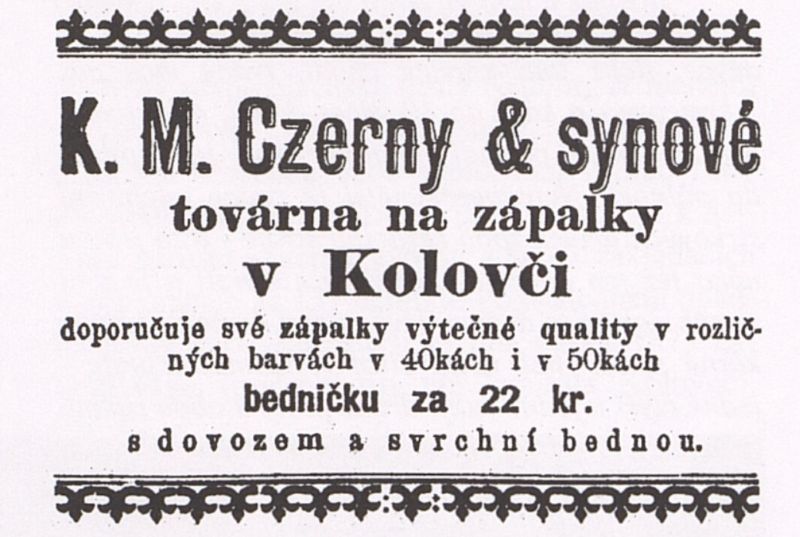 K. M. Czerny & synové
továrna na zápalky
v Kolovči
doporučuje své zápalky výtečné quality v rozlič-
ných barvách v 40kách i v 50kách
bedničku za 22 kr.
s dovozem a svrchní bednou.